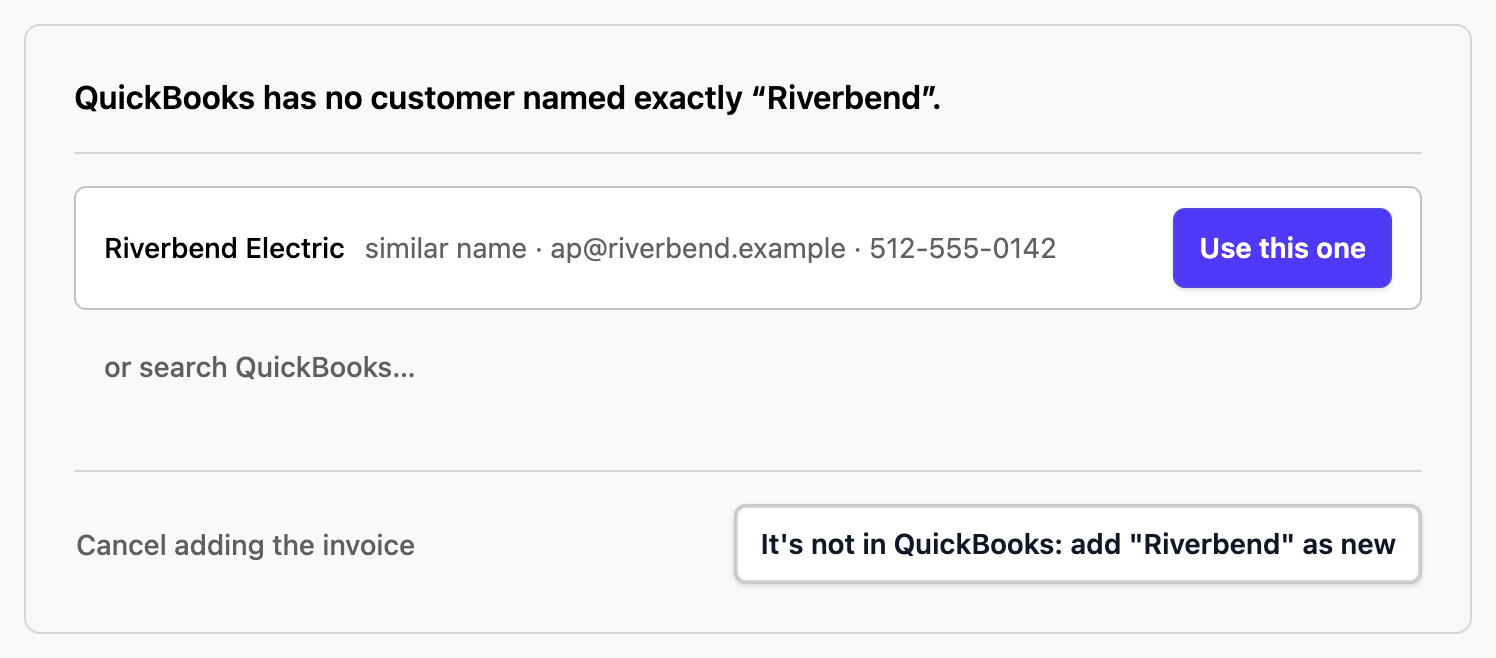 QuickBooks has no customer named exactly “Riverbend”.
Riverbend Electric similar name · ap@riverbend.example · 512-555-0142 Use this one
or search QuickBooks...
Cancel adding the invoice It's not in QuickBooks: add "Riverbend" as new